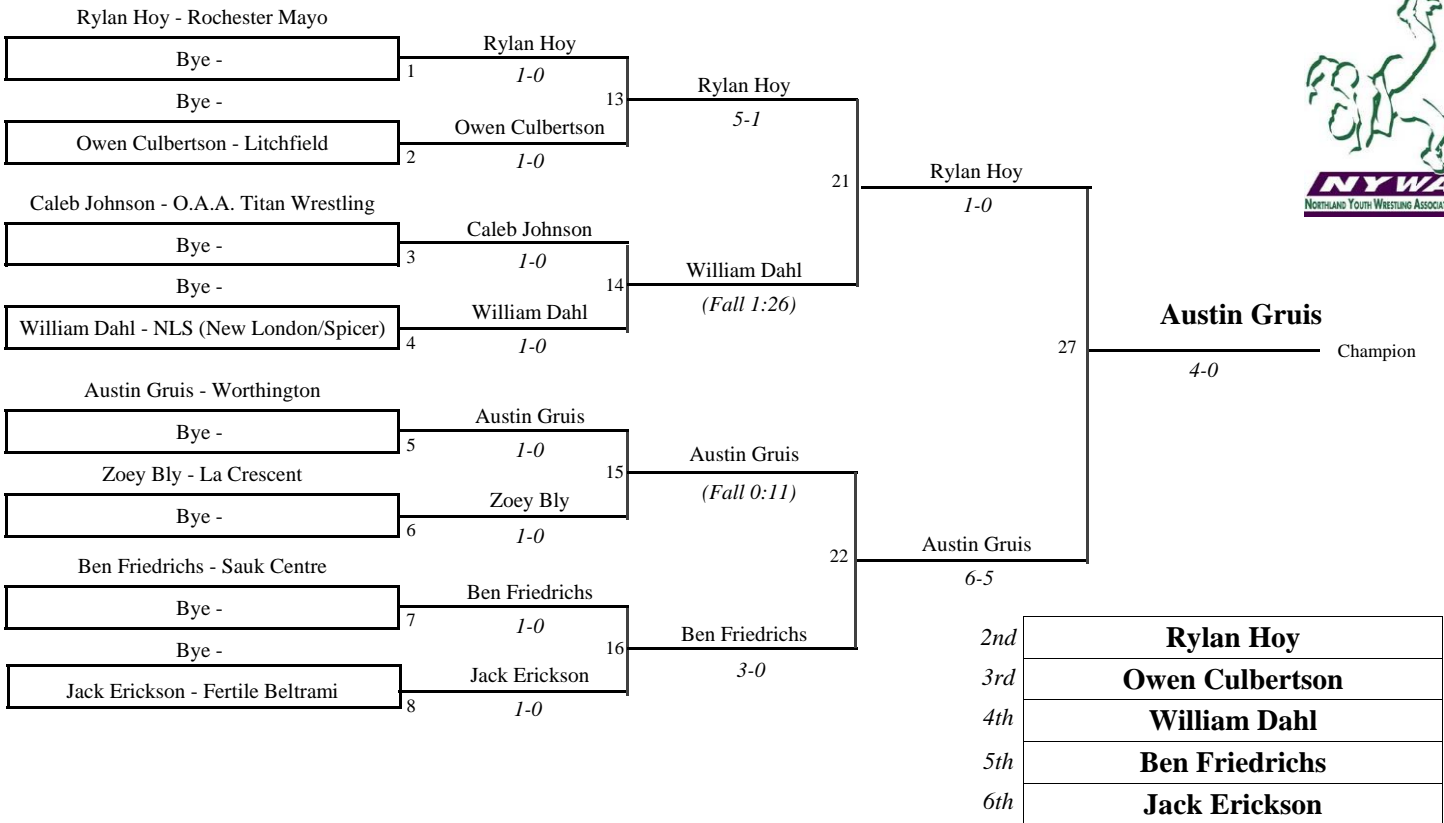 Rylan Hoy - Rochester Mayo
Bye -
1
Bye -
Owen Culbertson - Litchfield
2
Caleb Johnson - O.A.A. Titan Wrestling
Bye -
3
Bye -
William Dahl - NLS (New London/Spicer)
4
Austin Gruis - Worthington
Bye -
5
Zoey Bly - La Crescent
Bye -
6
Ben Friedrichs - Sauk Centre
Bye -
7
Bye -
Jack Erickson - Fertile Beltrami
8
Rylan Hoy
1-0
13
Owen Culbertson
1-0
Caleb Johnson
1-0
14
William Dahl
1-0
Austin Gruis
1-0
15
Zoey Bly
1-0
Ben Friedrichs
1-0
16
Jack Erickson
1-0
Rylan Hoy
5-1
21
William Dahl
(Fall 1:26)
Austin Gruis
(Fall 0:11)
22
Ben Friedrichs
3-0
Rylan Hoy
1-0
27
Austin Gruis
6-5
Austin Gruis
Champion
4-0
NYWA
Northland Youth Wrestling
2nd Rylan Hoy
3rd Owen Culbertson
4th William Dahl
5th Ben Friedrichs
6th Jack Erickson